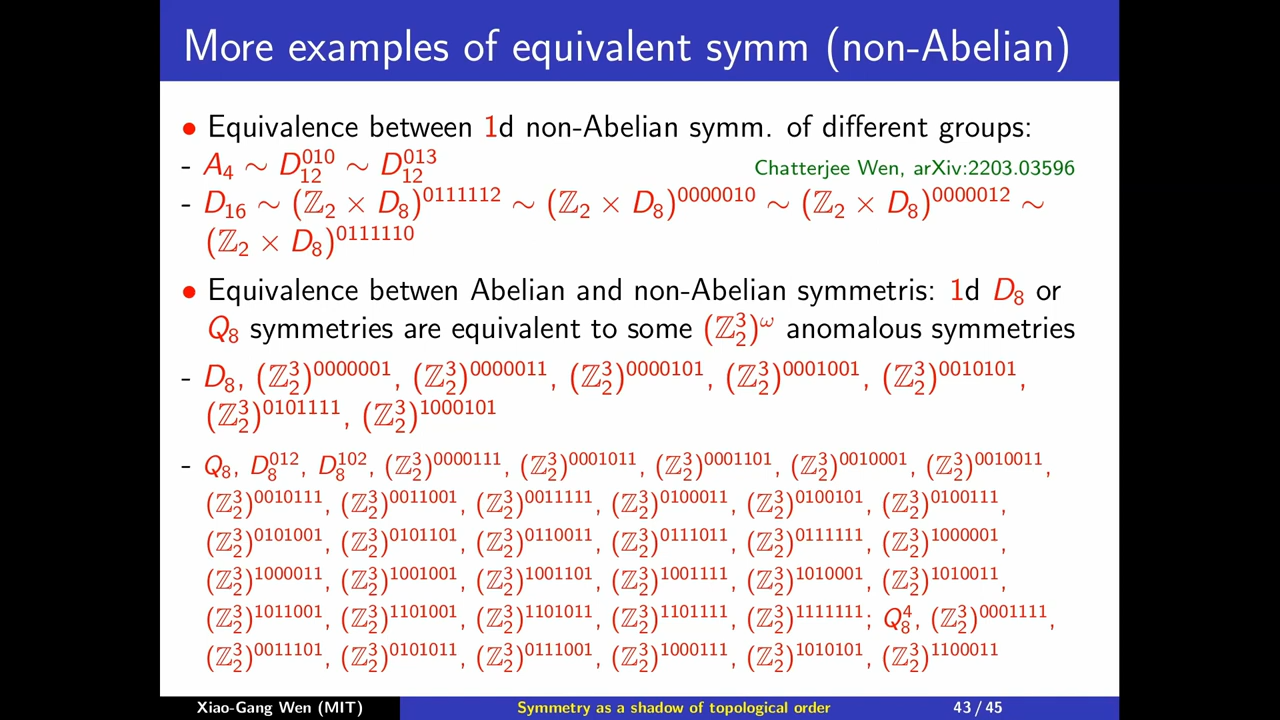 More examples of equivalent symm (non-Abelian)
• Equivalence between 1d non-Abelian symm. of different groups:
- A₄ ∼ D₁₂⁰¹⁰ ∼ D₁₂⁰¹³ Chatterjee Wen, arXiv:2203.03596
- D₁₆ ∼ (ℤ₂ × D₈)⁰¹¹¹¹¹² ∼ (ℤ₂ × D₈)⁰⁰⁰⁰⁰¹⁰ ∼ (ℤ₂ × D₈)⁰⁰⁰⁰⁰¹² ∼
(ℤ₂ × D₈)⁰¹¹¹¹¹⁰
• Equivalence betwen Abelian and non-Abelian symmetris: 1d D₈ or
Q₈ symmetries are equivalent to some (ℤ₂³)^ω anomalous symmetries
- D₈, (ℤ₂³)⁰⁰⁰⁰⁰⁰¹, (ℤ₂³)⁰⁰⁰⁰⁰¹¹, (ℤ₂³)⁰⁰⁰⁰¹⁰¹, (ℤ₂³)⁰⁰⁰¹⁰⁰¹, (ℤ₂³)⁰⁰¹⁰¹⁰¹,
(ℤ₂³)⁰¹⁰¹¹¹¹, (ℤ₂³)¹⁰⁰⁰¹⁰¹
- Q₈, D₈⁰¹², D₈¹⁰², (ℤ₂³)⁰⁰⁰⁰¹¹¹, (ℤ₂³)⁰⁰⁰¹⁰¹¹, (ℤ₂³)⁰⁰⁰¹¹⁰¹, (ℤ₂³)⁰⁰¹⁰⁰⁰¹, (ℤ₂³)⁰⁰¹⁰⁰¹¹,
(ℤ₂³)⁰⁰¹⁰¹¹¹, (ℤ₂³)⁰⁰¹¹⁰⁰¹, (ℤ₂³)⁰⁰¹¹¹¹¹, (ℤ₂³)⁰¹⁰⁰⁰¹¹, (ℤ₂³)⁰¹⁰⁰¹⁰¹, (ℤ₂³)⁰¹⁰⁰¹¹¹,
(ℤ₂³)⁰¹⁰¹⁰⁰¹, (ℤ₂³)⁰¹⁰¹¹⁰¹, (ℤ₂³)⁰¹¹⁰⁰¹¹, (ℤ₂³)⁰¹¹¹⁰¹¹, (ℤ₂³)⁰¹¹¹¹¹¹, (ℤ₂³)¹⁰⁰⁰⁰⁰¹,
(ℤ₂³)¹⁰⁰⁰⁰¹¹, (ℤ₂³)¹⁰⁰¹⁰⁰¹, (ℤ₂³)¹⁰⁰¹¹⁰¹, (ℤ₂³)¹⁰⁰¹¹¹¹, (ℤ₂³)¹⁰¹⁰⁰⁰¹, (ℤ₂³)¹⁰¹⁰⁰¹¹,
(ℤ₂³)¹⁰¹¹⁰⁰¹, (ℤ₂³)¹¹⁰¹⁰⁰¹, (ℤ₂³)¹¹⁰¹⁰¹¹, (ℤ₂³)¹¹⁰¹¹¹¹, (ℤ₂³)¹¹¹¹¹¹¹; Q₈⁴, (ℤ₂³)⁰⁰⁰¹¹¹¹,
(ℤ₂³)⁰⁰¹¹¹⁰¹, (ℤ₂³)⁰¹⁰¹⁰¹¹, (ℤ₂³)⁰¹¹¹⁰⁰¹, (ℤ₂³)¹⁰⁰⁰¹¹¹, (ℤ₂³)¹⁰¹⁰¹⁰¹, (ℤ₂³)¹¹⁰⁰⁰¹¹
Xiao-Gang Wen (MIT) Symmetry as a shadow of topological order 43 / 45